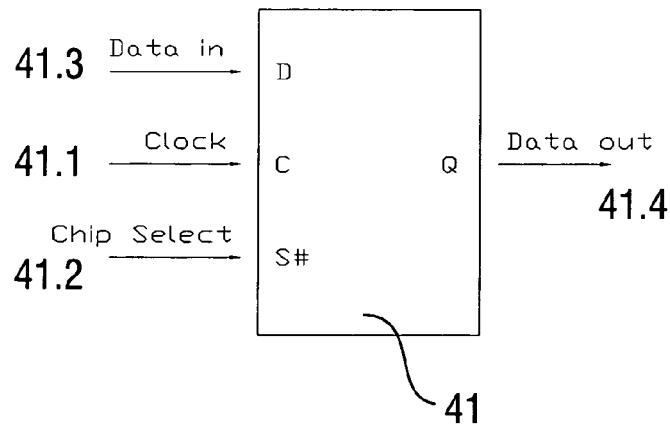 41.3 Data in D
41.1 Clock C Q Data out
41.4
Chip Select S#
41.2
41